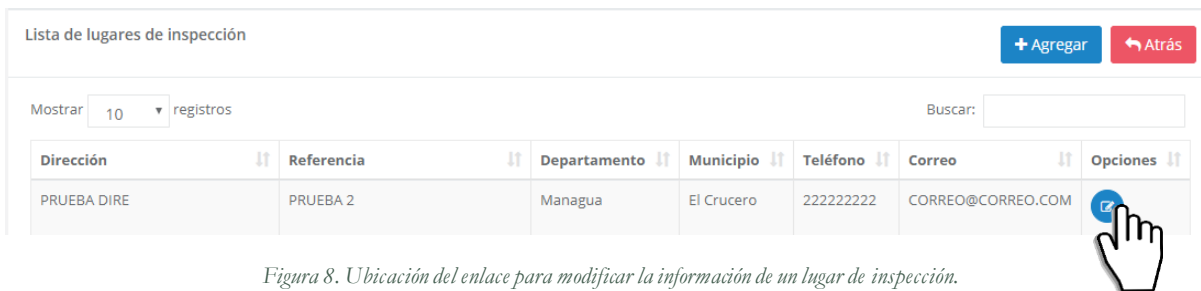 Lista de lugares de inspección
Agregar Atrás
Mostrar 10 registros Buscar:
Dirección Referencia Departamento Municipio Teléfono Correo Opciones
PRUEBA DIRE PRUEBA 2 Managua El Crucero 222222222 CORREO@CORREO.COM
Figura 8. Ubicación del enlace para modificar la información de un lugar de inspección.